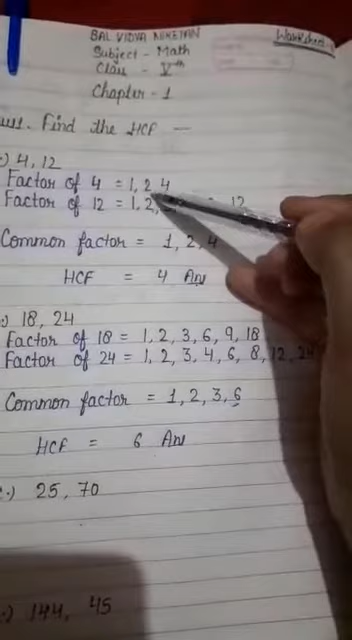 BAL VIDYA NIKETAN
Worksheet
Subject - Math
Class - Vth
Chapter - 1
Find the HCF —
4, 12
Factor of 4 = 1, 2 4
Factor of 12 = 1, 2, 12
Common factor = 1, 2, 4
HCF = 4 Ans
18, 24
Factor of 18 = 1, 2, 3, 6, 9, 18
Factor of 24 = 1, 2, 3, 4, 6, 8, 12, 24
Common factor = 1, 2, 3, 6
HCF = 6 Ans
25, 70
144, 45